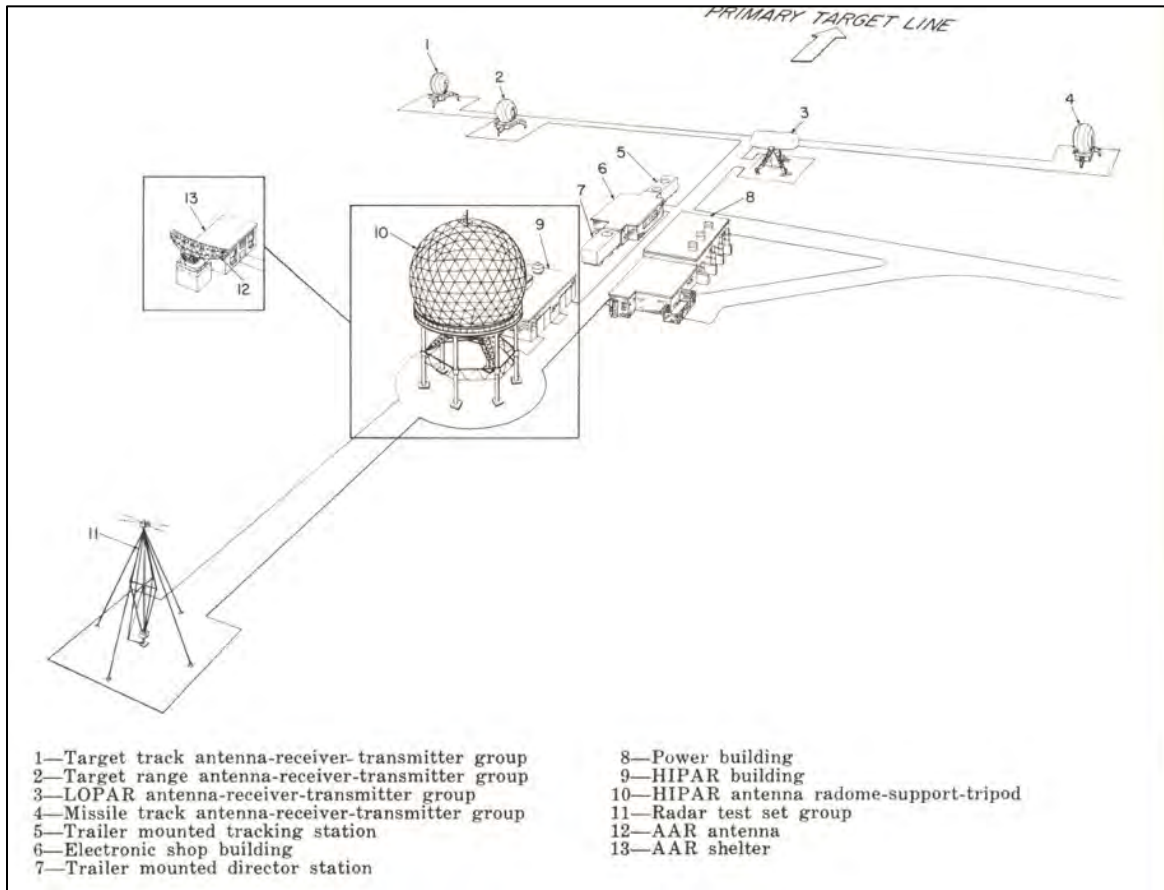 PRIMARY TARGET LINE
1
2
3
4
5
6
7
8
13
12
10
9
11
1—Target track antenna-receiver-transmitter group
2—Target range antenna-receiver-transmitter group
3—LOPAR antenna-receiver-transmitter group
4—Missile track antenna-receiver-transmitter group
5—Trailer mounted tracking station
6—Electronic shop building
7—Trailer mounted director station
8—Power building
9—HIPAR building
10—HIPAR antenna radome-support-tripod
11—Radar test set group
12—AAR antenna
13—AAR shelter